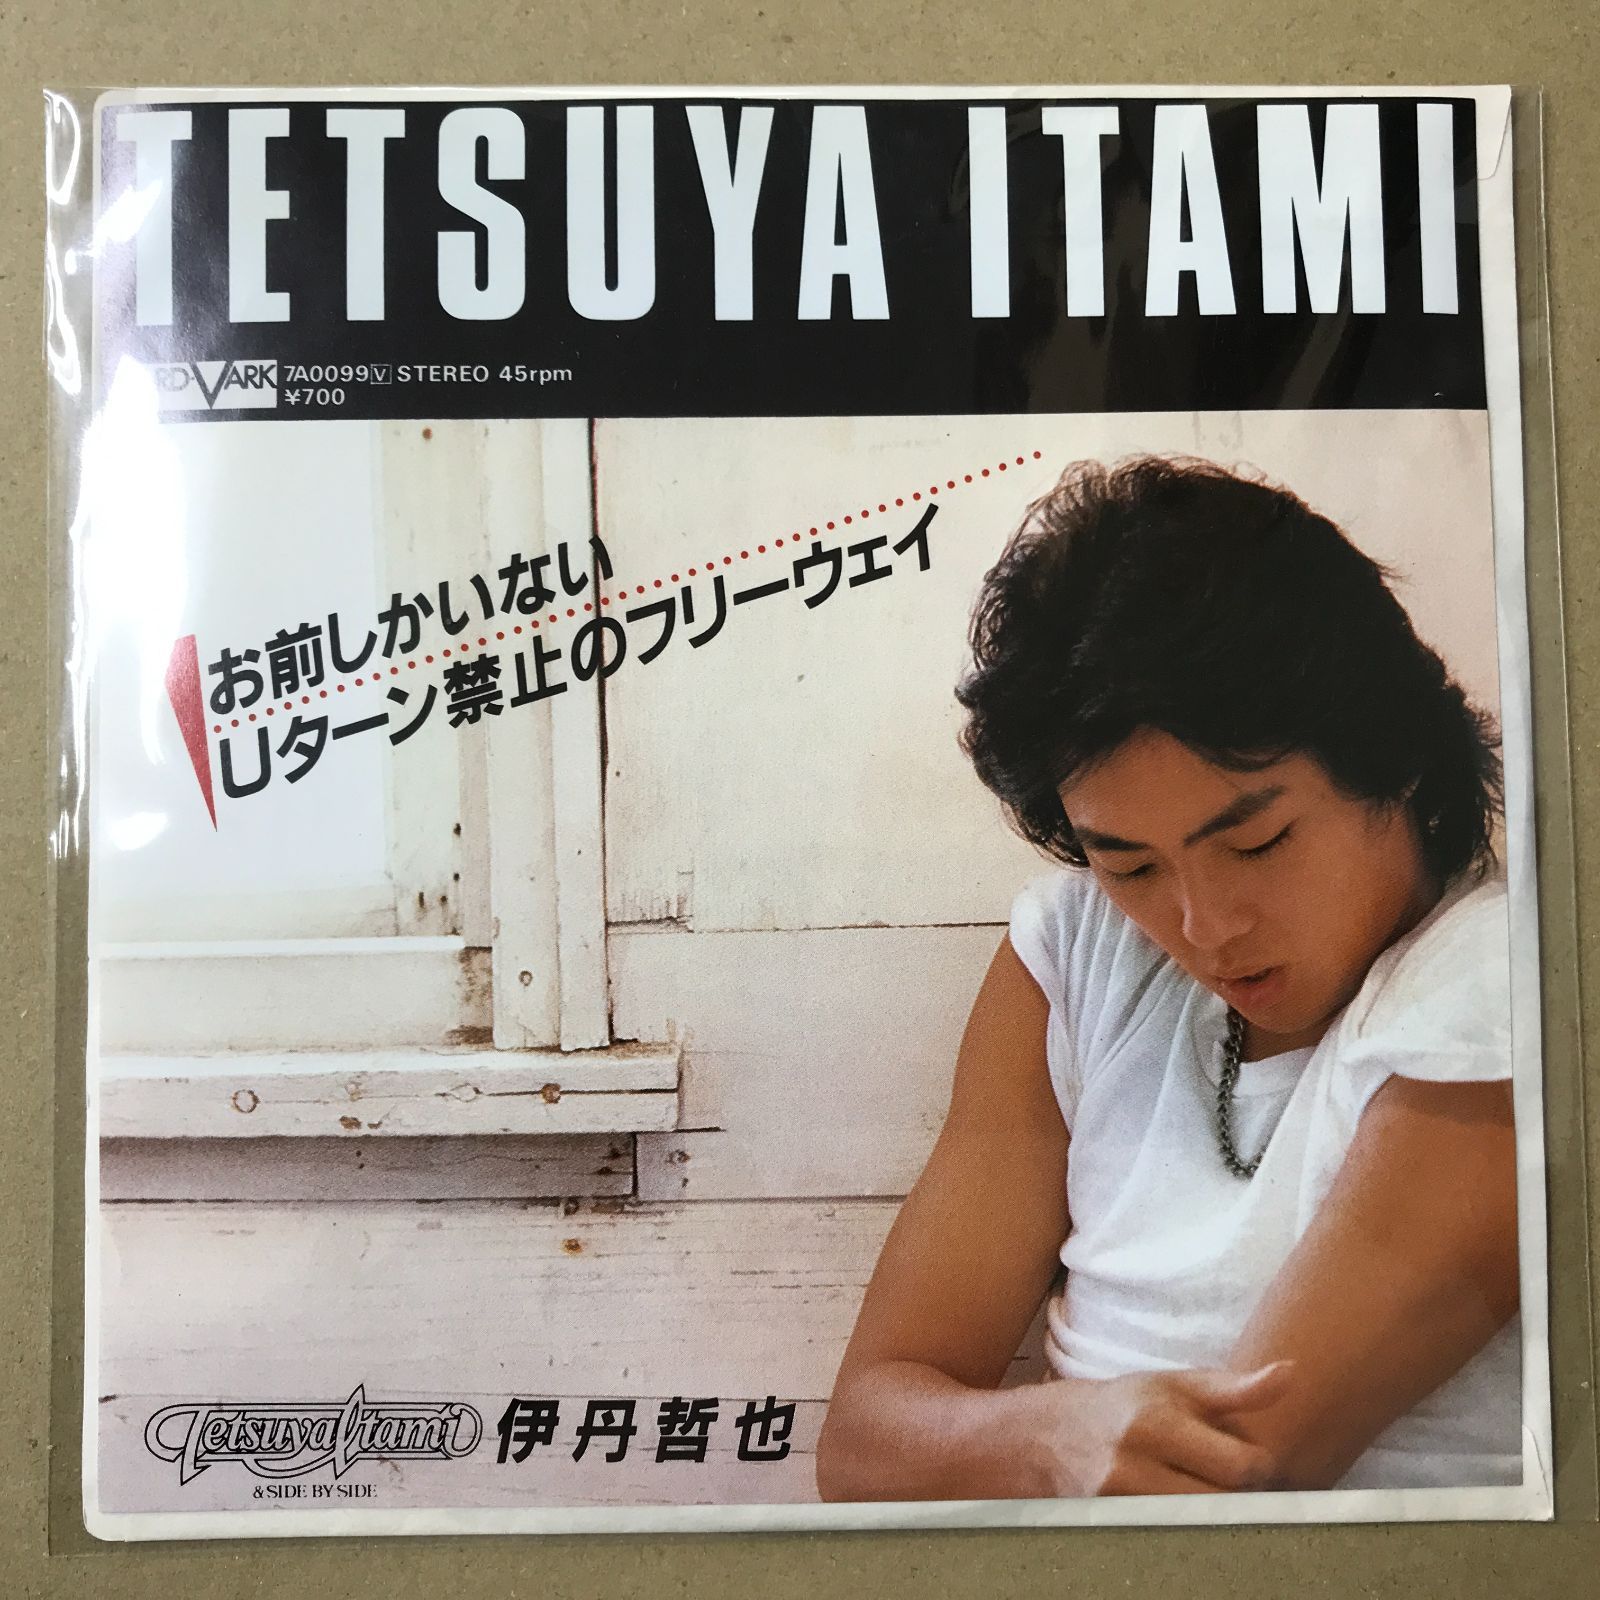 TETSUYA ITAMI
RD-VARK 7A0099 V STEREO 45rpm
¥700
お前しかいない
Uターン禁止のフリーウェイ
Tetsuya Itami 伊丹哲也
& SIDE BY SIDE